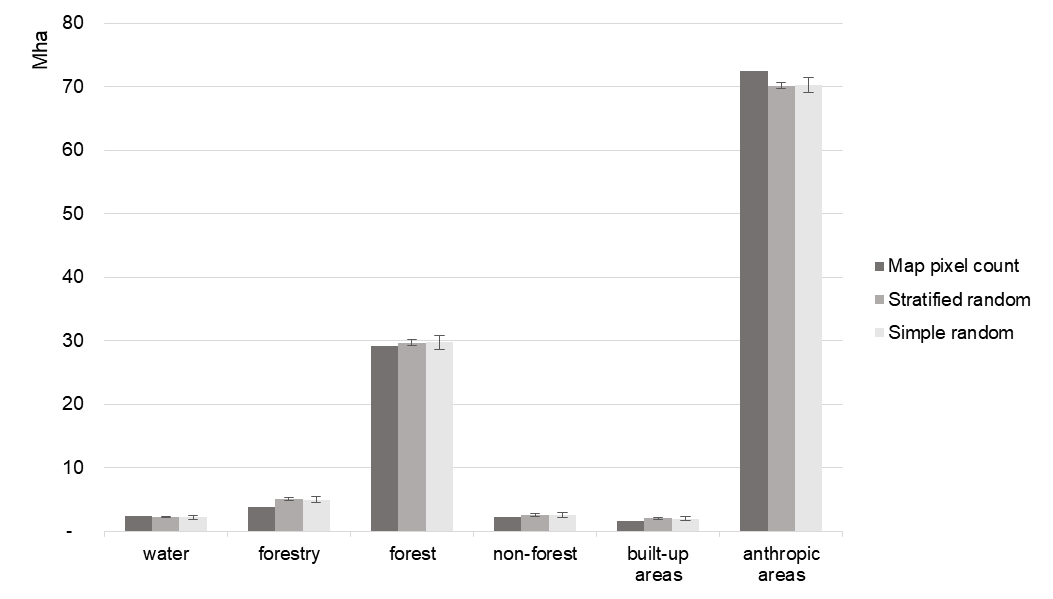 80
Mha
70
60
50
40
30
20
10
-
water
forestry
forest
non-forest
built-up
areas
anthropic
areas
Map pixel count
Stratified random
Simple random